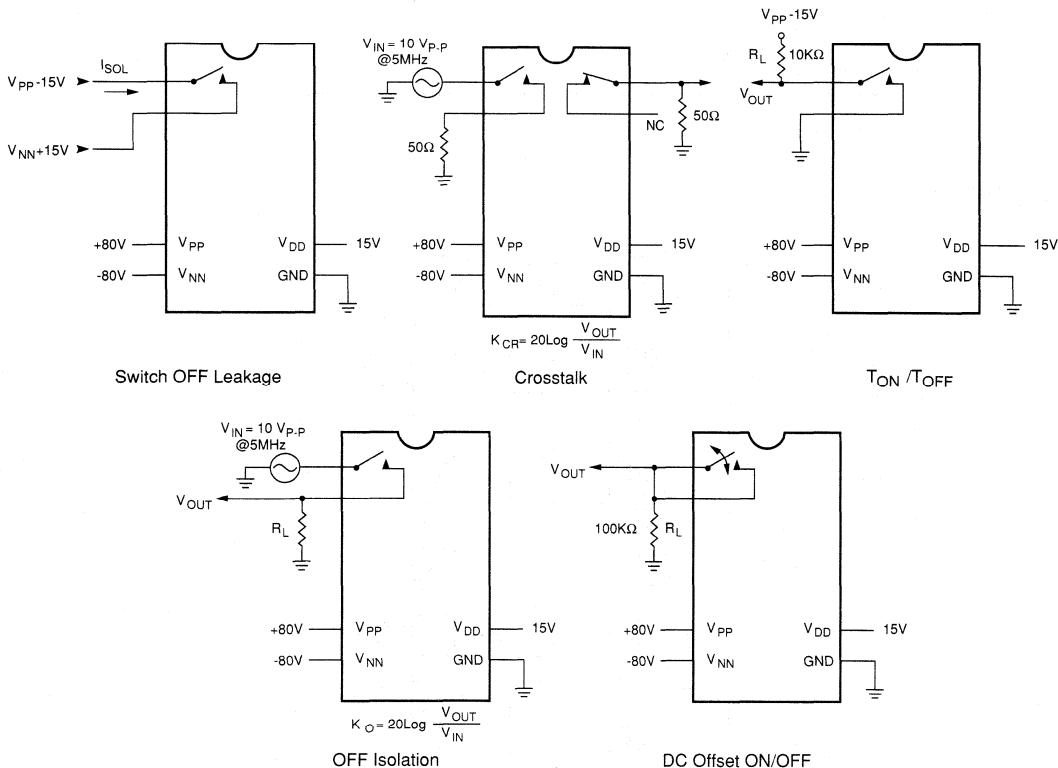 V_PP-15V
I_SOL
V_NN+15V
+80V
V_PP
V_DD
15V
-80V
V_NN
GND
Switch OFF Leakage
V_IN = 10 V_P-P
@5MHz
50Ω
NC
50Ω
+80V
V_PP
V_DD
15V
-80V
V_NN
GND
K_CR = 20Log V_OUT / V_IN
Crosstalk
V_PP-15V
R_L
10KΩ
V_OUT
+80V
V_PP
V_DD
15V
-80V
V_NN
GND
T_ON /T_OFF
V_IN = 10 V_P-P
@5MHz
V_OUT
R_L
+80V
V_PP
V_DD
15V
-80V
V_NN
GND
K_O = 20Log V_OUT / V_IN
OFF Isolation
V_OUT
100KΩ
R_L
+80V
V_PP
V_DD
15V
-80V
V_NN
GND
DC Offset ON/OFF